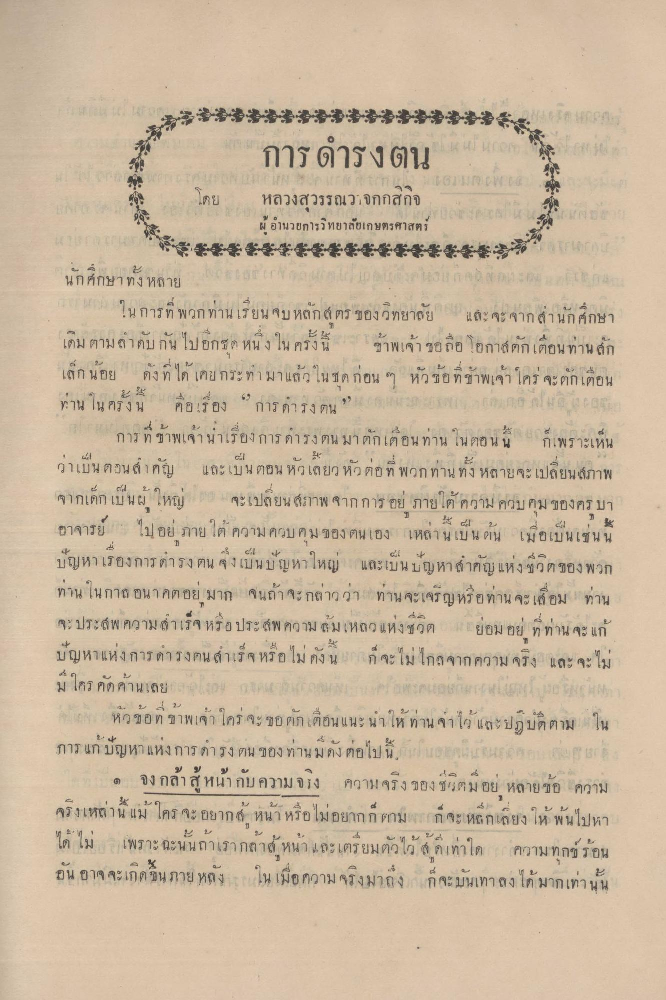 การดำรงตน
โดย หลวงสุวรรณวาจกกสิกิจ
ผู้อำนวยการวิทยาลัยเกษตรศาสตร์
นักศึกษาทั้งหลาย
ในการที่พวกท่านเรียนจบหลักสูตรของวิทยาลัย และจะจากสำนักศึกษา
เดิมตามลำดับกันไปอีกชุดหนึ่งในครั้งนี้ ข้าพเจ้าขอถือโอกาสตักเตือนท่านสัก
เล็กน้อย ดังที่ได้เคยกระทำมาแล้วในชุดก่อน ๆ หัวข้อที่ข้าพเจ้าใคร่จะตักเตือน
ท่านในครั้งนี้ คือเรื่อง “การดำรงตน”
การที่ข้าพเจ้านำเรื่องการดำรงตนมาตักเตือนท่านในตอนนี้ ก็เพราะเห็น
ว่าเป็นตอนสำคัญ และเป็นตอนหัวเลี้ยวหัวต่อที่พวกท่านทั้งหลายจะเปลี่ยนสภาพ
จากเด็กเป็นผู้ใหญ่ จะเปลี่ยนสภาพจากการอยู่ภายใต้ความควบคุมของครูบา
อาจารย์ ไปอยู่ภายใต้ความควบคุมของตนเอง เหล่านี้เป็นต้น เมื่อเป็นเช่นนี้
ปัญหาเรื่องการดำรงตนจึงเป็นปัญหาใหญ่ และเป็นปัญหาสำคัญแห่งชีวิตของพวก
ท่านในกาลอนาคตอยู่มาก จนถ้าจะกล่าวว่า ท่านจะเจริญหรือท่านจะเสื่อม ท่าน
จะประสพความสำเร็จหรือประสพความล้มเหลวแห่งชีวิต ย่อมอยู่ที่ท่านจะแก้
ปัญหาแห่งการดำรงตนสำเร็จหรือไม่ดังนี้ ก็จะไม่ไกลจากความจริง และจะไม่
มีใครคัดค้านเลย
หัวข้อที่ข้าพเจ้าใคร่จะขอตักเตือนแนะนำให้ท่านจำไว้และปฏิบัติตาม ใน
การแก้ปัญหาแห่งการดำรงตนของท่านมีดังต่อไปนี้.
๑ จงกล้าสู้หน้ากับความจริง ความจริงของชีวิตมีอยู่หลายข้อ ความ
จริงเหล่านี้แม้ใครจะอยากสู้หน้าหรือไม่อยากก็ตาม ก็จะหลีกเลี่ยงให้พ้นไปหา
ได้ไม่ เพราะฉะนั้นถ้าเรากล้าสู้หน้าและเตรียมตัวไว้สู้ดีเท่าใด ความทุกข์ร้อน
อันอาจจะเกิดขึ้นภายหลัง ในเมื่อความจริงมาถึง ก็จะบันเทาลงได้มากเท่านั้น